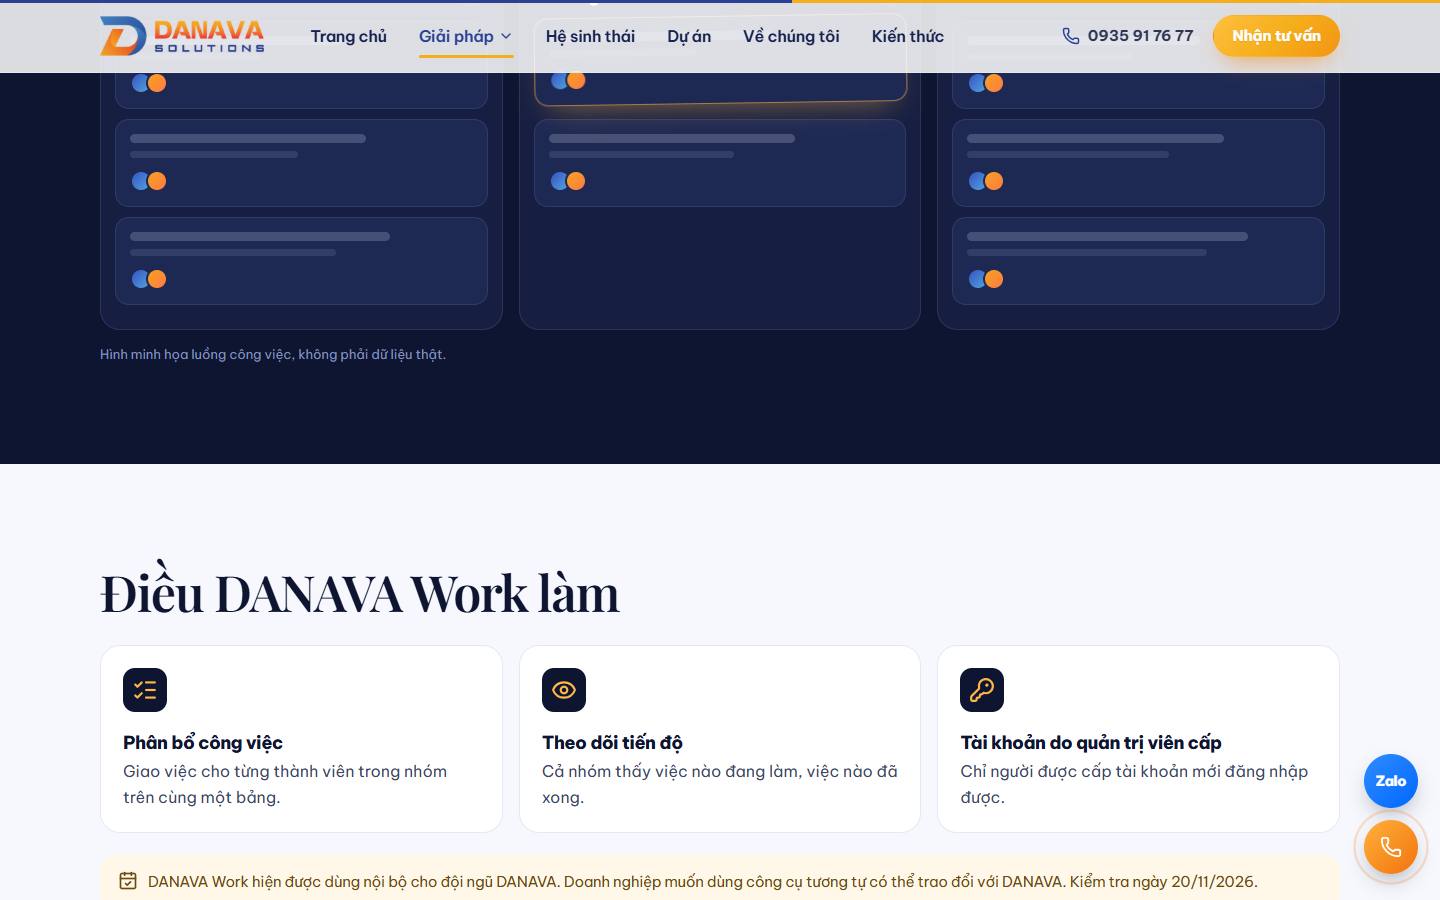 DANAVA
SOLUTIONS
Trang chủ
Giải pháp
Hệ sinh thái
Dự án
Về chúng tôi
Kiến thức
0935 91 76 77
Nhận tư vấn
Hình minh họa luồng công việc, không phải dữ liệu thật.
Điều DANAVA Work làm
Phân bổ công việc
Giao việc cho từng thành viên trong nhóm
trên cùng một bảng.
Theo dõi tiến độ
Cả nhóm thấy việc nào đang làm, việc nào đã
xong.
Tài khoản do quản trị viên cấp
Chỉ người được cấp tài khoản mới đăng nhập
được.
Zalo
DANAVA Work hiện được dùng nội bộ cho đội ngũ DANAVA. Doanh nghiệp muốn dùng công cụ tương tự có thể trao đổi với DANAVA. Kiểm tra ngày 20/11/2026.